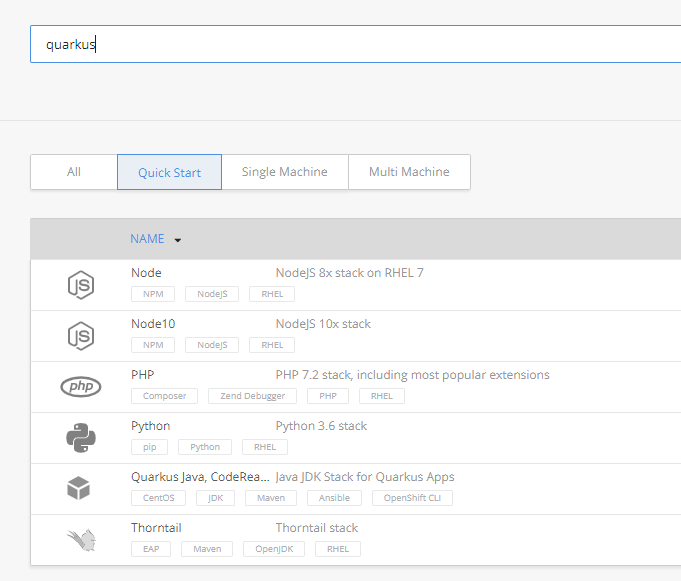 quarkus
All Quick Start Single Machine Multi Machine
NAME
Node NodeJS 8x stack on RHEL 7
NPM NodeJS RHEL
Node10 NodeJS 10x stack
NPM NodeJS RHEL
php PHP PHP 7.2 stack, including most popular extensions
Composer Zend Debugger PHP RHEL
Python Python 3.6 stack
pip Python RHEL
Quarkus Java, CodeRea... Java JDK Stack for Quarkus Apps
CentOS JDK Maven Ansible OpenShift CLI
Thorntail Thorntail stack
EAP Maven OpenJDK RHEL
JS
JS